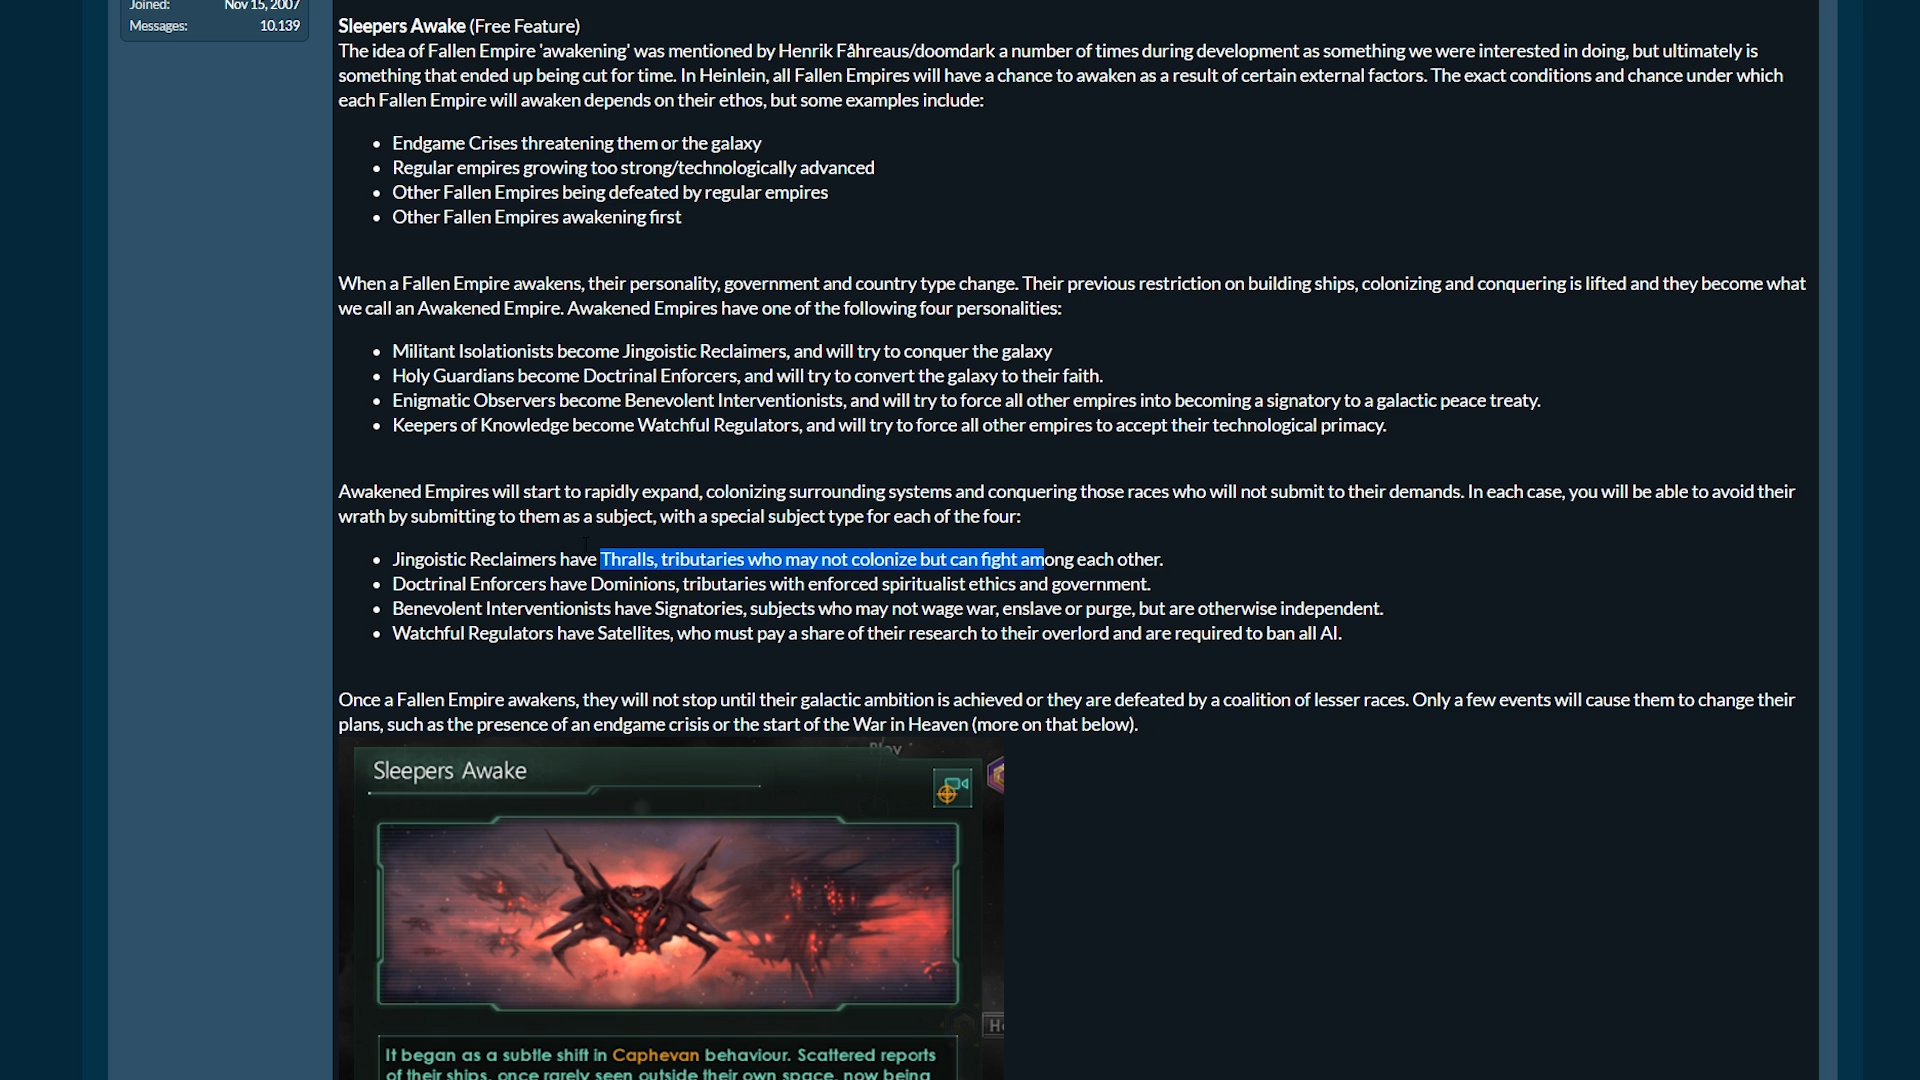 Joined: Nov 15, 2007
Messages: 10.139
Sleepers Awake (Free Feature)
The idea of Fallen Empire 'awakening' was mentioned by Henrik Fåhreaus/doomdark a number of times during development as something we were interested in doing, but ultimately is
something that ended up being cut for time. In Heinlein, all Fallen Empires will have a chance to awaken as a result of certain external factors. The exact conditions and chance under which
each Fallen Empire will awaken depends on their ethos, but some examples include:
• Endgame Crises threatening them or the galaxy
• Regular empires growing too strong/technologically advanced
• Other Fallen Empires being defeated by regular empires
• Other Fallen Empires awakening first
When a Fallen Empire awakens, their personality, government and country type change. Their previous restriction on building ships, colonizing and conquering is lifted and they become what
we call an Awakened Empire. Awakened Empires have one of the following four personalities:
• Militant Isolationists become Jingoistic Reclaimers, and will try to conquer the galaxy
• Holy Guardians become Doctrinal Enforcers, and will try to convert the galaxy to their faith.
• Enigmatic Observers become Benevolent Interventionists, and will try to force all other empires into becoming a signatory to a galactic peace treaty.
• Keepers of Knowledge become Watchful Regulators, and will try to force all other empires to accept their technological primacy.
Awakened Empires will start to rapidly expand, colonizing surrounding systems and conquering those races who will not submit to their demands. In each case, you will be able to avoid their
wrath by submitting to them as a subject, with a special subject type for each of the four:
• Jingoistic Reclaimers have Thralls, tributaries who may not colonize but can fight among each other.
• Doctrinal Enforcers have Dominions, tributaries with enforced spiritualist ethics and government.
• Benevolent Interventionists have Signatories, subjects who may not wage war, enslave or purge, but are otherwise independent.
• Watchful Regulators have Satellites, who must pay a share of their research to their overlord and are required to ban all AI.
Once a Fallen Empire awakens, they will not stop until their galactic ambition is achieved or they are defeated by a coalition of lesser races. Only a few events will cause them to change their
plans, such as the presence of an endgame crisis or the start of the War in Heaven (more on that below).
Sleepers Awake
It began as a subtle shift in Caphevan behaviour. Scattered reports
of their ships, once rarely seen outside their own space, now being